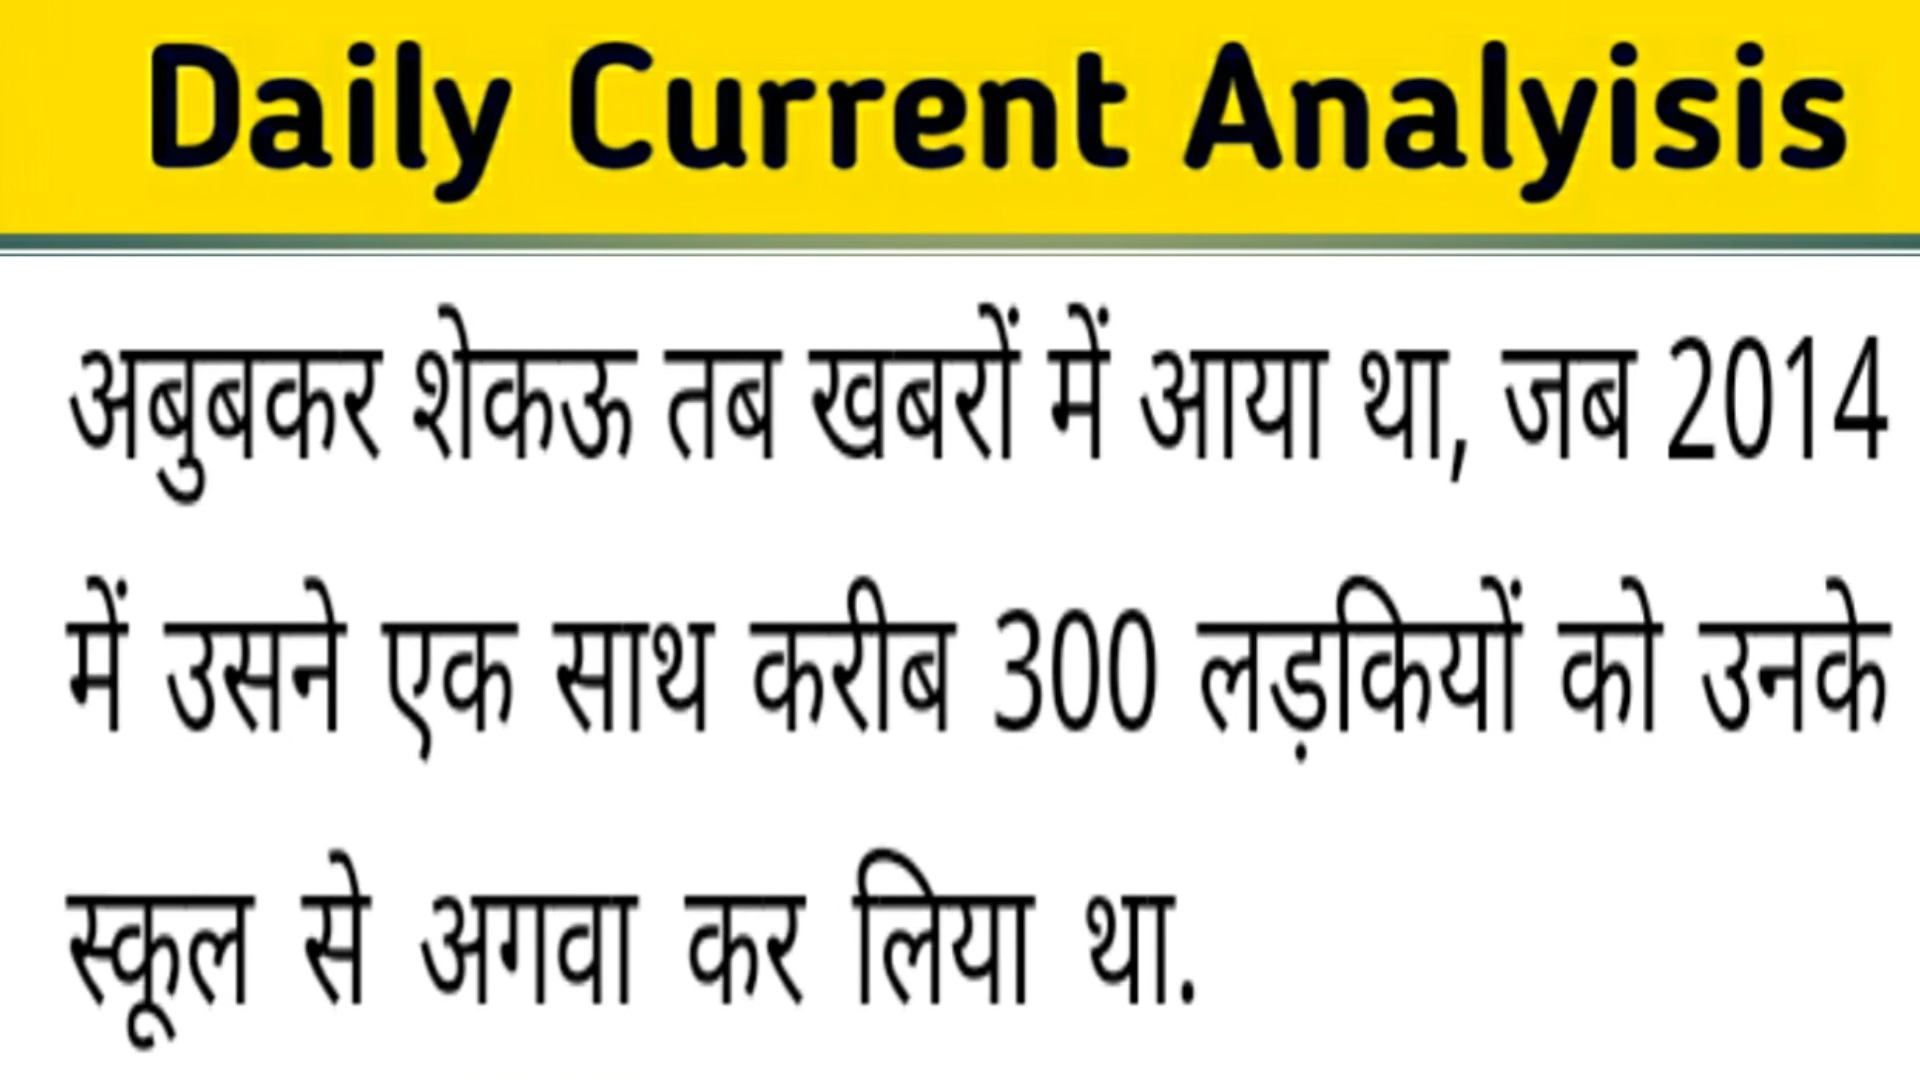 Daily Current Analyisis
अबुबकर शेकऊ तब खबरों में आया था, जब 2014
में उसने एक साथ करीब 300 लड़कियों को उनके
स्कूल से अगवा कर लिया था.